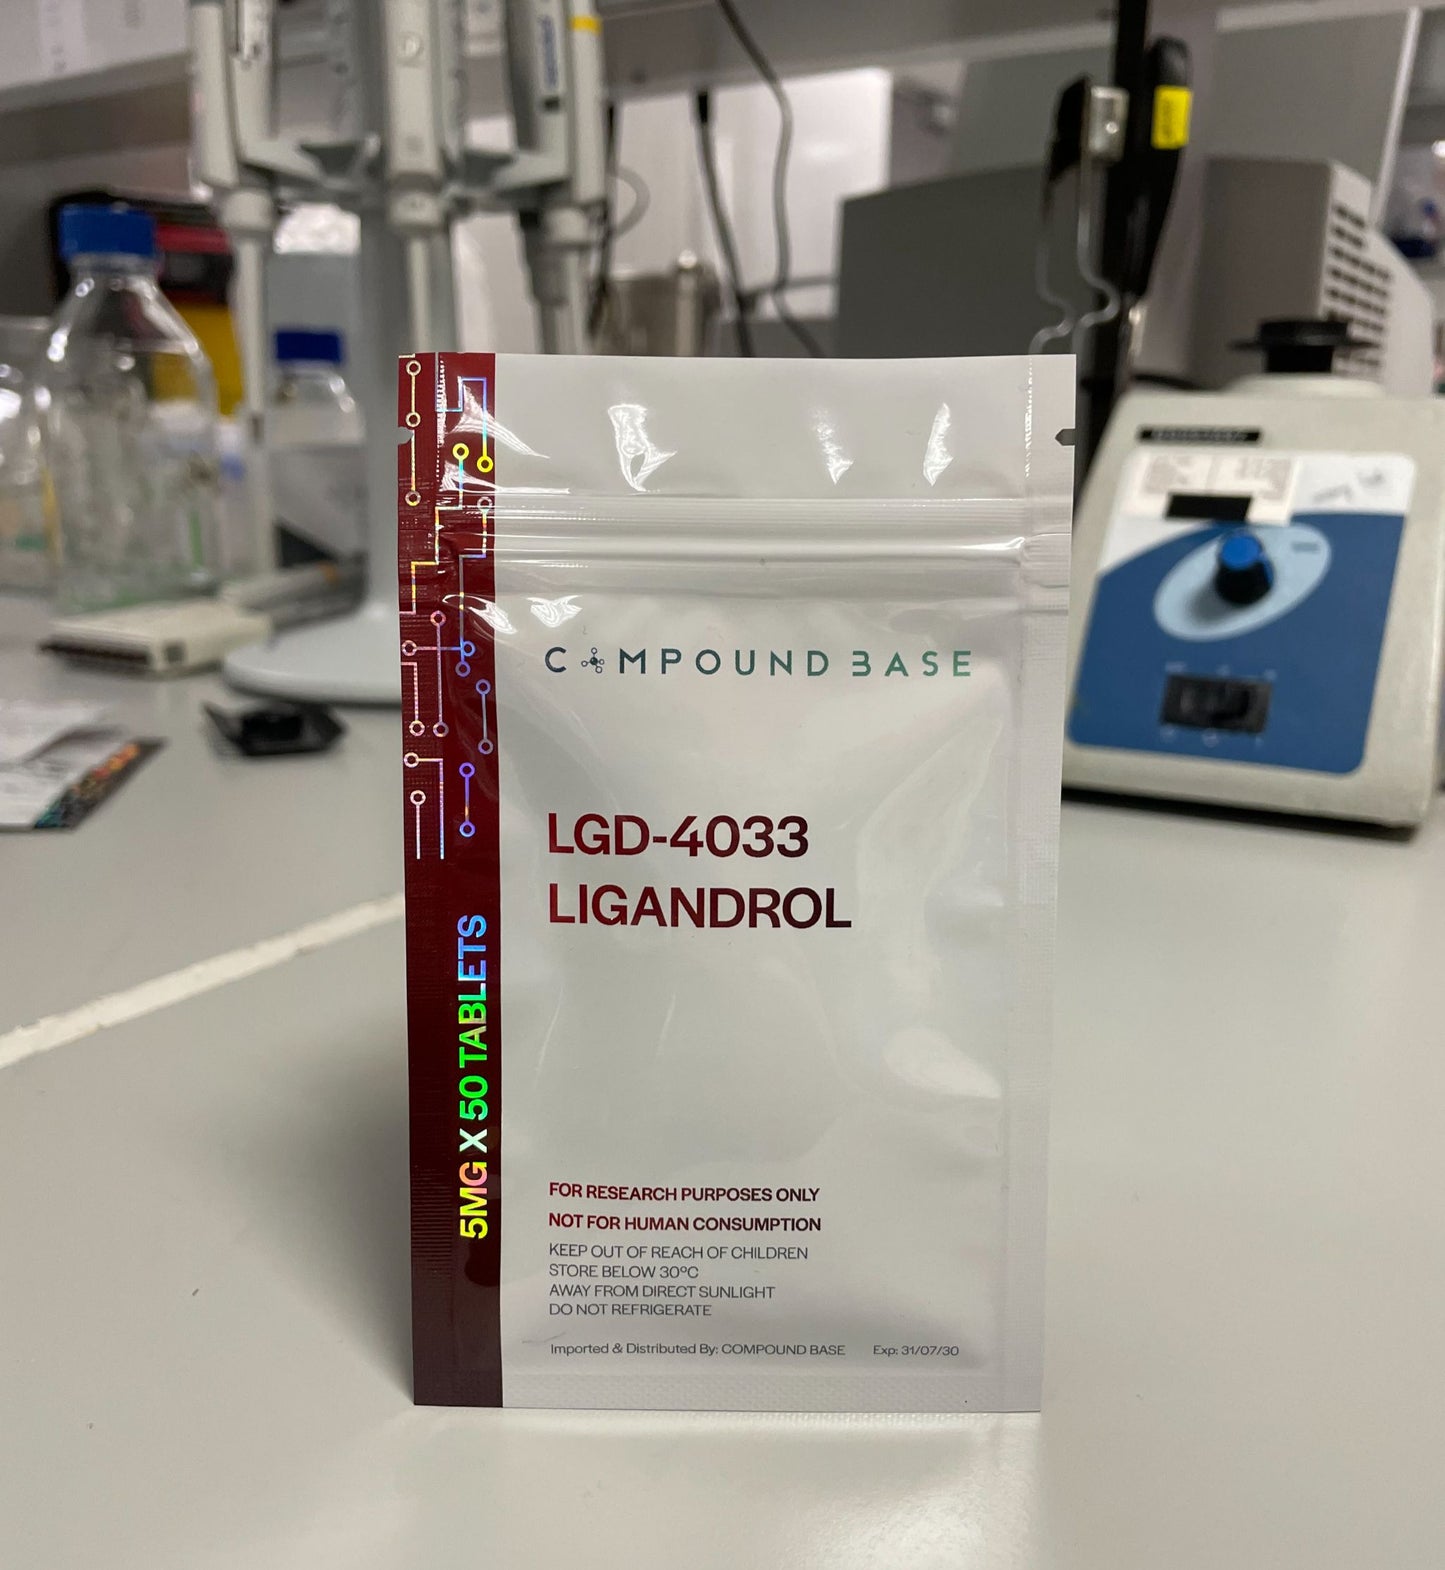 COMPOUND BASE
LGD-4033
LIGANDROL
5MG X 50 TABLETS
FOR RESEARCH PURPOSES ONLY
NOT FOR HUMAN CONSUMPTION
KEEP OUT OF REACH OF CHILDREN
STORE BELOW 30ºC
AWAY FROM DIRECT SUNLIGHT
DO NOT REFRIGERATE
Imported & Distributed By: COMPOUND BASE Exp: 31/07/30